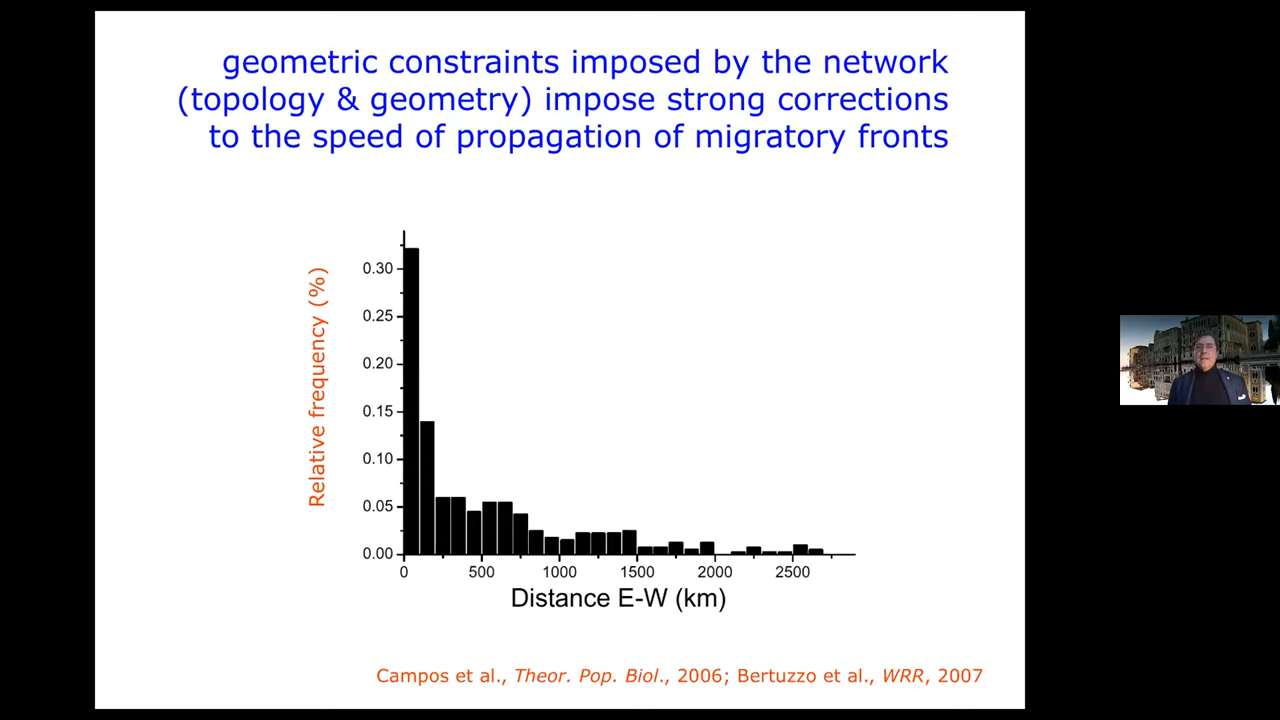 geometric constraints imposed by the network
(topology & geometry) impose strong corrections
to the speed of propagation of migratory fronts
Relative frequency (%)
0.30
0.25
0.20
0.15
0.10
0.05
0.00
0 500 1000 1500 2000 2500
Distance E-W (km)
Campos et al., Theor. Pop. Biol., 2006; Bertuzzo et al., WRR, 2007